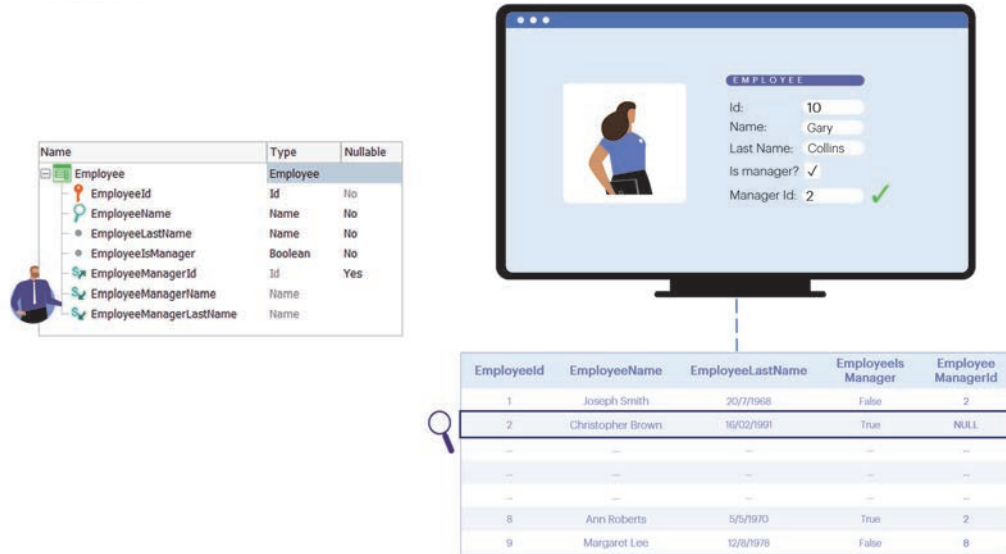 EMPLOYEE
Id: 10
Name: Gary
Last Name: Collins
Is manager? ✓
Manager Id: 2
Name Type Nullable
Employee Employee
EmployeeId Id No
EmployeeName Name No
EmployeeLastName Name No
EmployeeIsManager Boolean No
EmployeeManagerId Id Yes
EmployeeManagerName Name
EmployeeManagerLastName Name
EmployeeId EmployeeName EmployeeLastName EmployeeIs Manager Employee ManagerId
1 Joseph Smith 20/7/1968 False 2
2 Christopher Brown 16/02/1991 True NULL
... ... ... ... ...
... ... ... ... ...
... ... ... ... ...
8 Ann Roberts 5/5/1970 True 2
9 Margaret Lee 12/8/1978 False 8